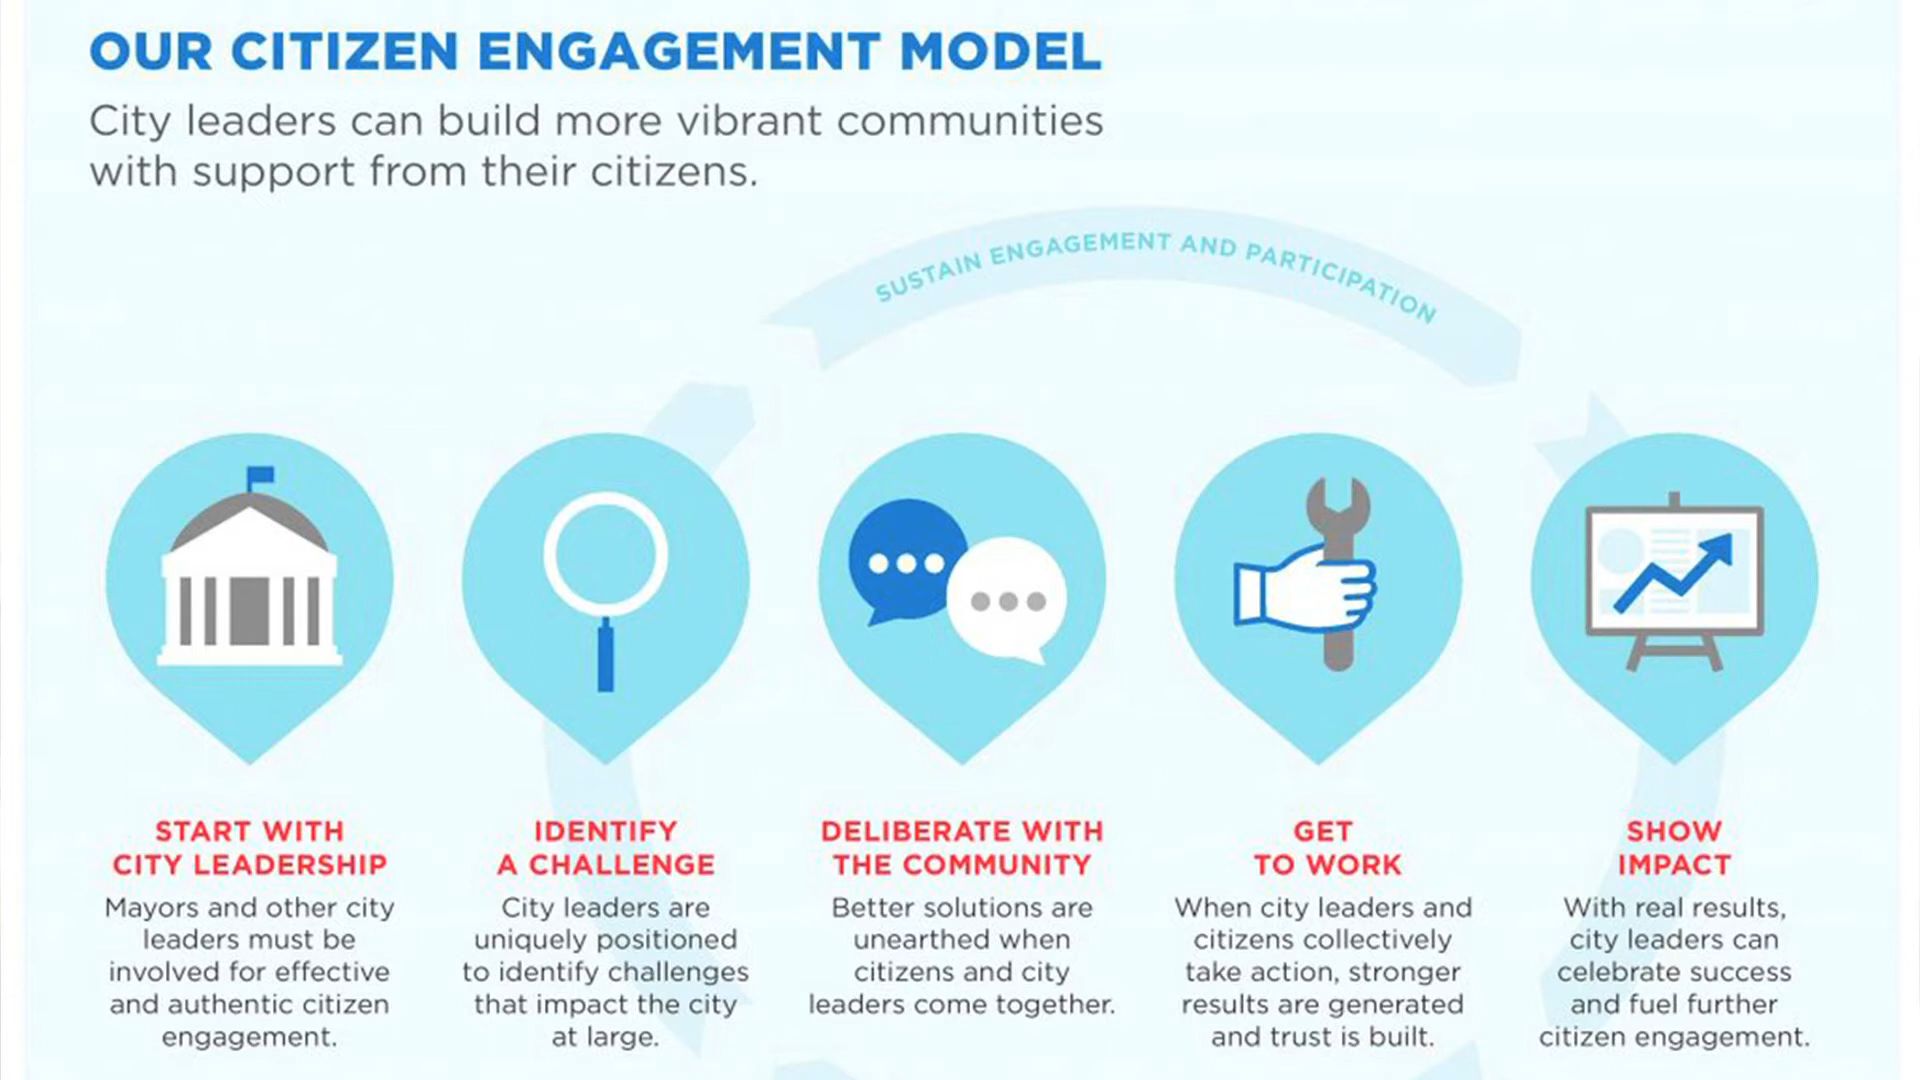 OUR CITIZEN ENGAGEMENT MODEL
City leaders can build more vibrant communities
with support from their citizens.
SUSTAIN ENGAGEMENT AND PARTICIPATION
START WITH
CITY LEADERSHIP
Mayors and other city
leaders must be
involved for effective
and authentic citizen
engagement.
IDENTIFY
A CHALLENGE
City leaders are
uniquely positioned
to identify challenges
that impact the city
at large.
DELIBERATE WITH
THE COMMUNITY
Better solutions are
unearthed when
citizens and city
leaders come together.
GET
TO WORK
When city leaders and
citizens collectively
take action, stronger
results are generated
and trust is built.
SHOW
IMPACT
With real results,
city leaders can
celebrate success
and fuel further
citizen engagement.